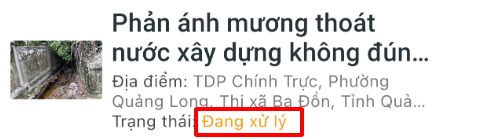 Phản ánh mương thoát
nước xây dựng không đún...
Địa điểm: TDP Chính Trực, Phường
Quảng Long, Thị xã Ba Đồn, Tỉnh Quả...
Trạng thái: Đang xử lý